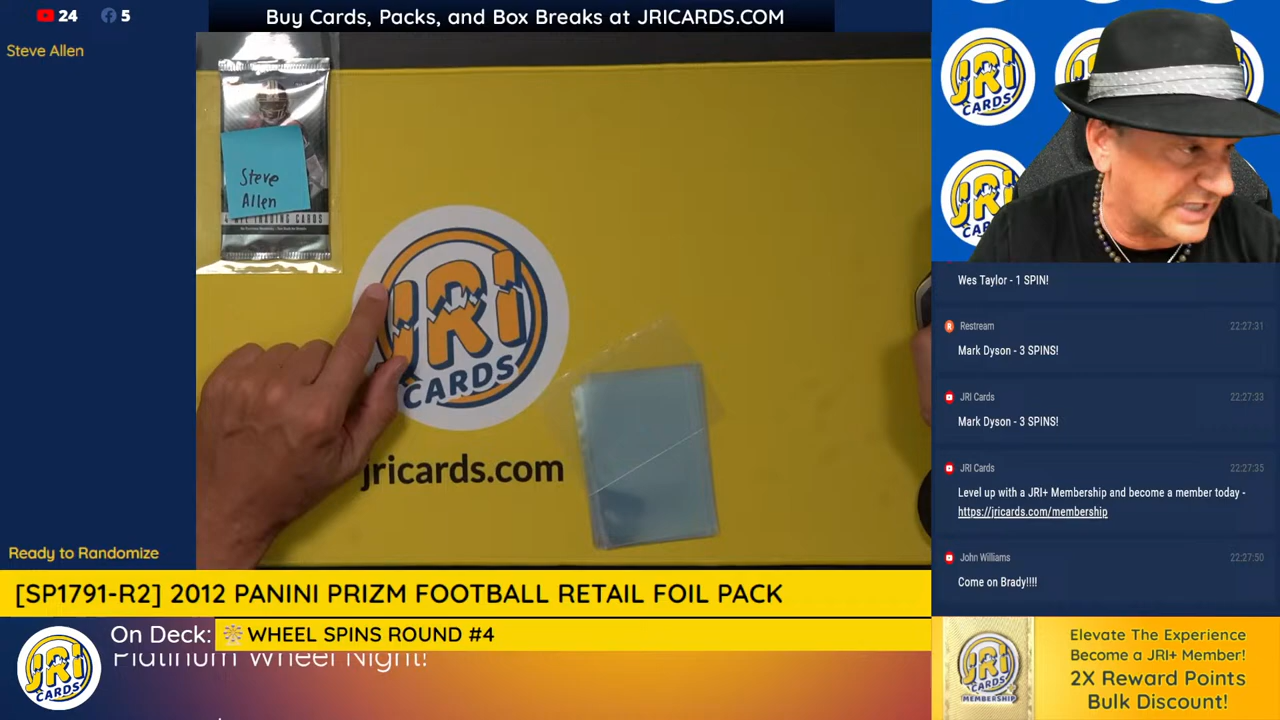 24 5
Buy Cards, Packs, and Box Breaks at JRICARDS.COM
Steve Allen
Steve
Allen
NFL TRADING CARDS
JRI
CARDS
jricards.com
JRI
CARDS
JRI
Wes Taylor - 1 SPIN!
Restream 22:27:31
Mark Dyson - 3 SPINS!
JRI Cards 22:27:33
Mark Dyson - 3 SPINS!
JRI Cards 22:27:35
Level up with a JRI+ Membership and become a member today -
https://jricards.com/membership
John Williams 22:27:50
Come on Brady!!!!
Ready to Randomize
[SP1791-R2] 2012 PANINI PRIZM FOOTBALL RETAIL FOIL PACK
On Deck: WHEEL SPINS ROUND #4
Platinum Wheel Night!
JRI
CARDS
JRI
CARDS
MEMBERSHIP
Elevate The Experience
Become a JRI+ Member!
2X Reward Points
Bulk Discount!